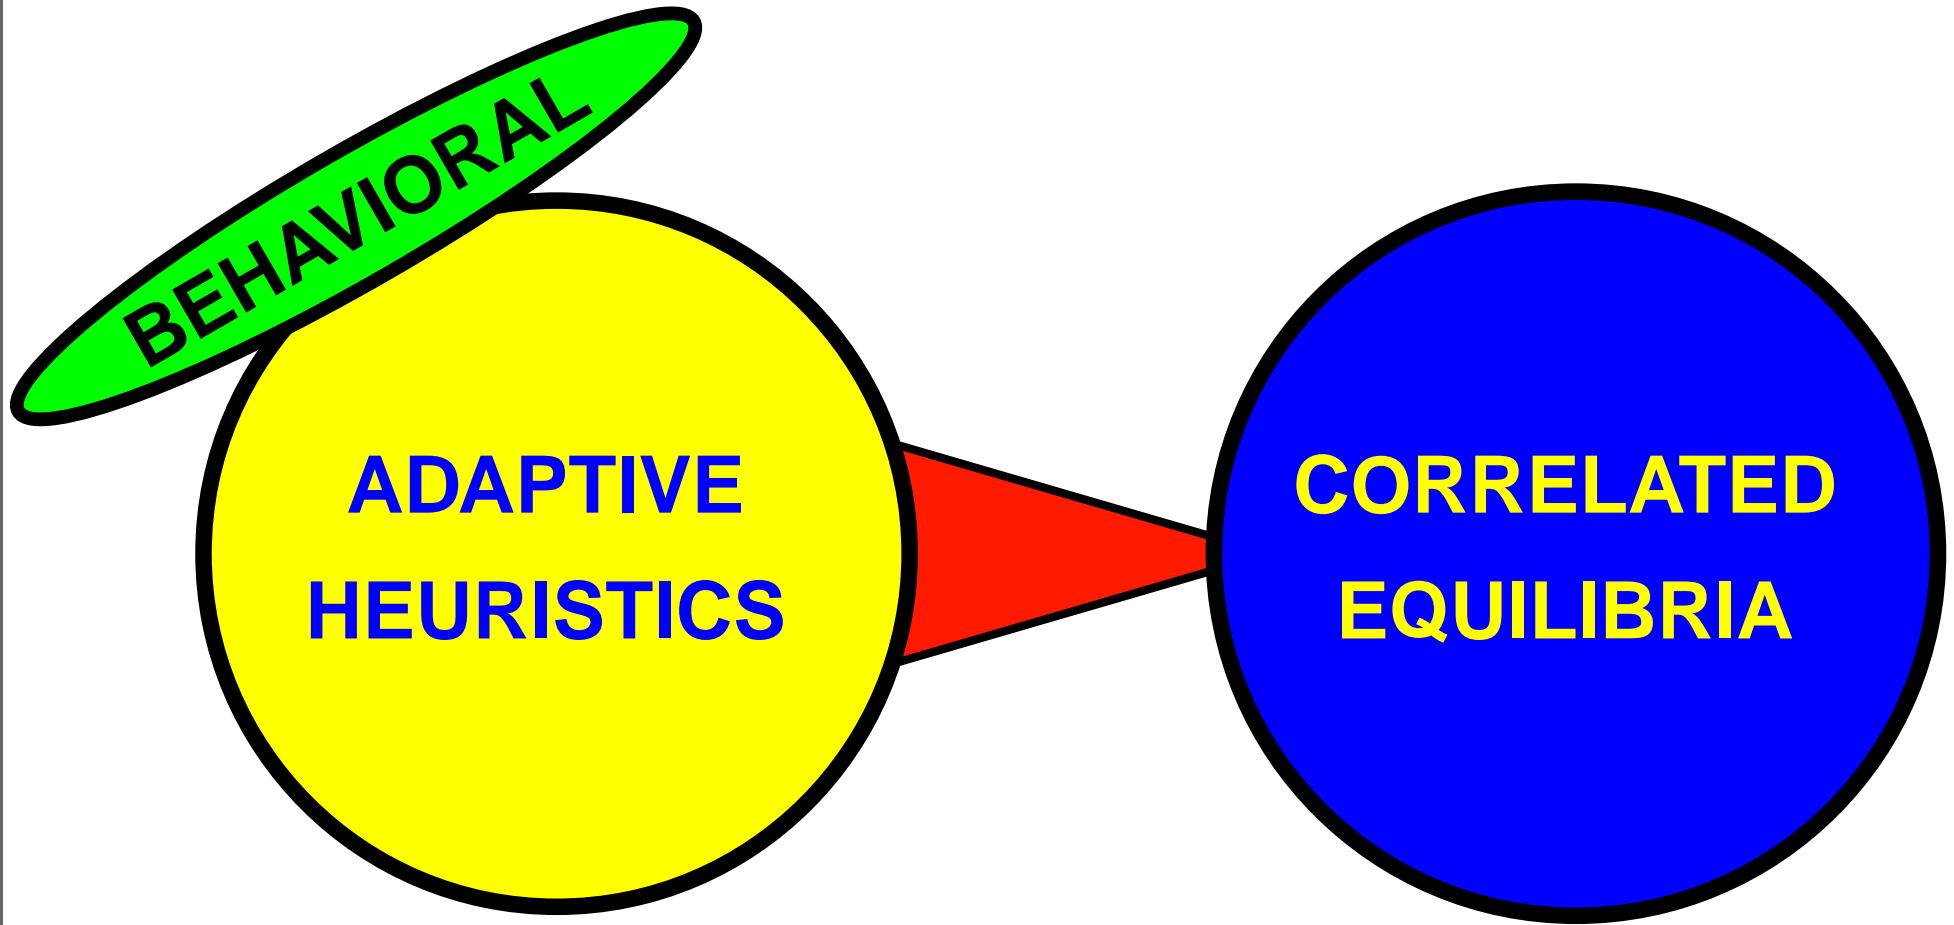 BEHAVIORAL
ADAPTIVE
HEURISTICS
CORRELATED
EQUILIBRIA